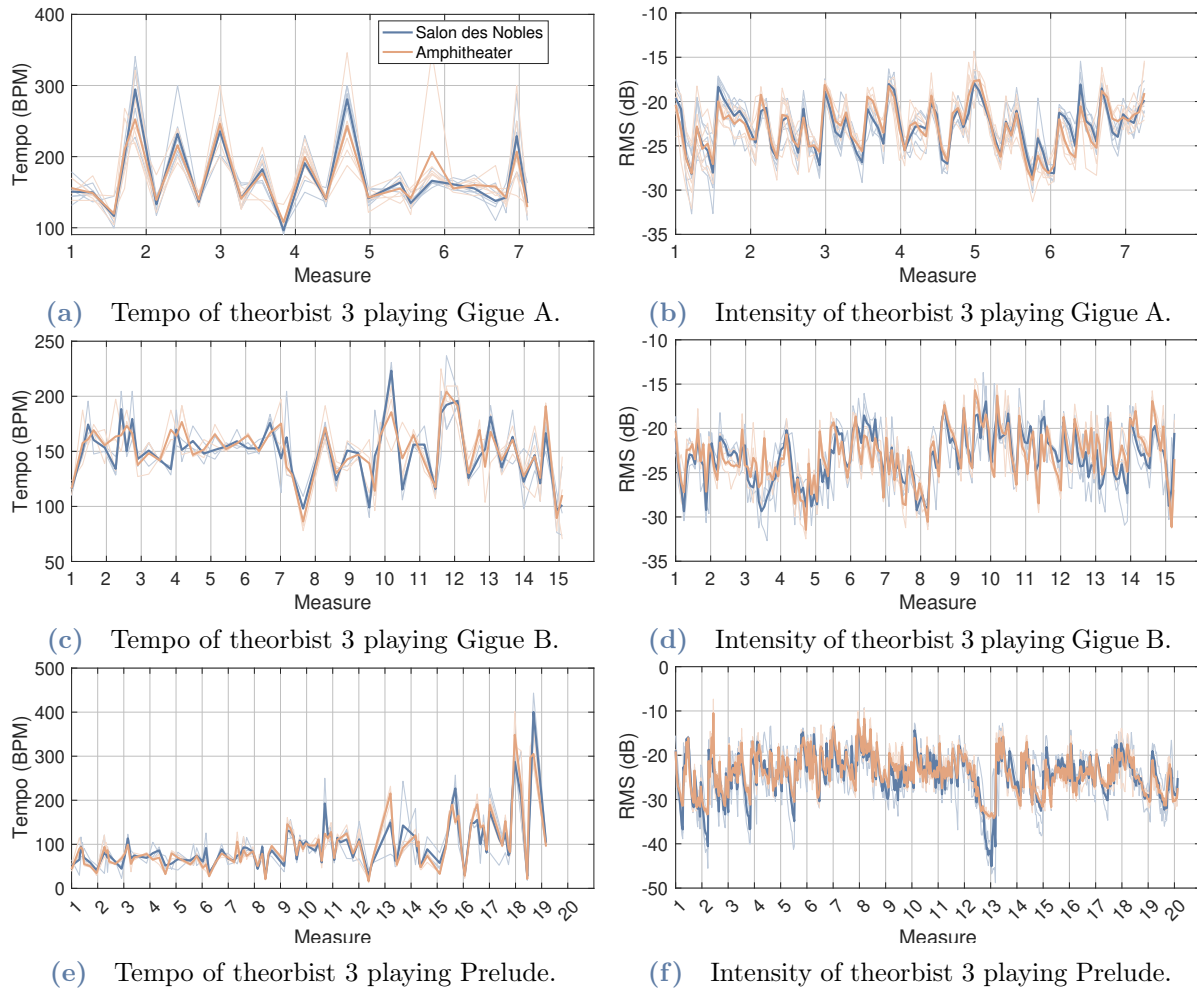 400
300
200
100
Tempo (BPM)
Salon des Nobles
Amphitheater
1 2 3 4 5 6 7
Measure
(a) Tempo of theorbist 3 playing Gigue A.
-10
-15
-20
-25
-30
-35
RMS (dB)
1 2 3 4 5 6 7
Measure
(b) Intensity of theorbist 3 playing Gigue A.
250
200
150
100
50
Tempo (BPM)
1 2 3 4 5 6 7 8 9 10 11 12 13 14 15
Measure
(c) Tempo of theorbist 3 playing Gigue B.
-10
-15
-20
-25
-30
-35
RMS (dB)
1 2 3 4 5 6 7 8 9 10 11 12 13 14 15
Measure
(d) Intensity of theorbist 3 playing Gigue B.
500
400
300
200
100
0
Tempo (BPM)
1 2 3 4 5 6 7 8 9 10 11 12 13 14 15 16 17 18 19 20
Measure
(e) Tempo of theorbist 3 playing Prelude.
0
-10
-20
-30
-40
-50
RMS (dB)
1 2 3 4 5 6 7 8 9 10 11 12 13 14 15 16 17 18 19 20
Measure
(f) Intensity of theorbist 3 playing Prelude.